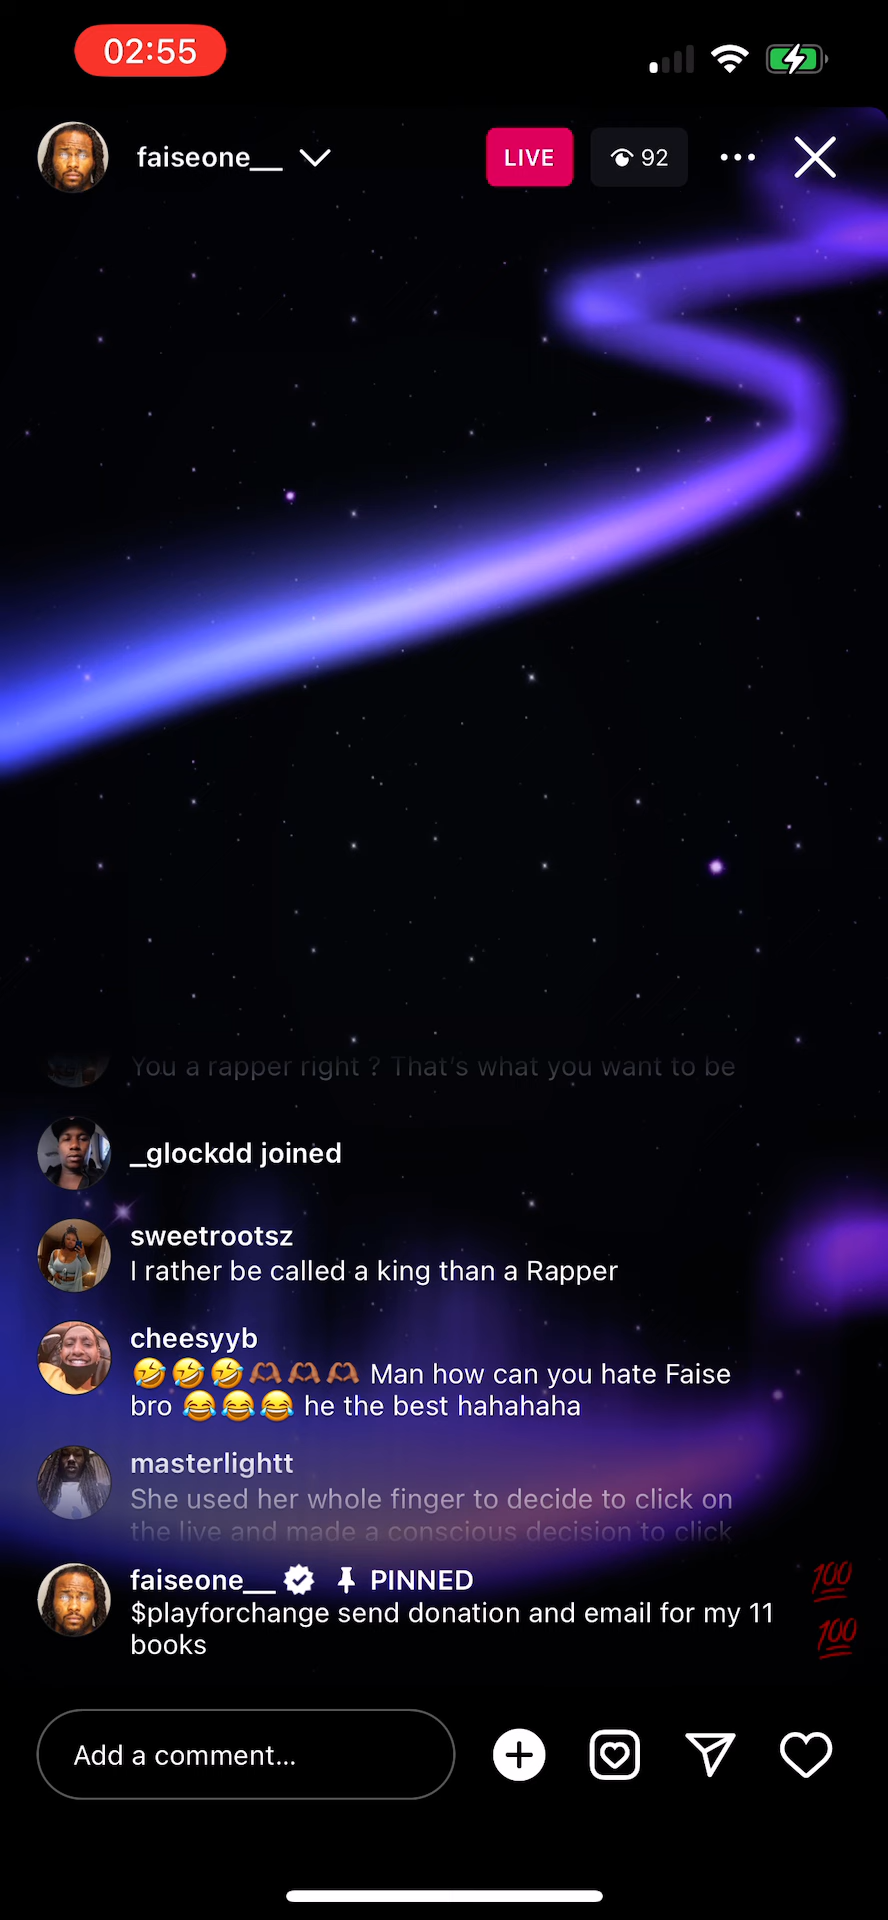 02:55
faiseone__
LIVE
92
You a rapper right ? That's what you want to be
_glockdd joined
sweetrootsz
I rather be called a king than a Rapper
cheesyyb
🤣🤣🤣🫶🏾🫶🏾🫶🏾 Man how can you hate Faise
bro 😂😂😂 he the best hahahaha
masterlightt
She used her whole finger to decide to click on
the live and made a conscious decision to click
faiseone__ PINNED
$playforchange send donation and email for my 11
books
💯
💯
Add a comment...